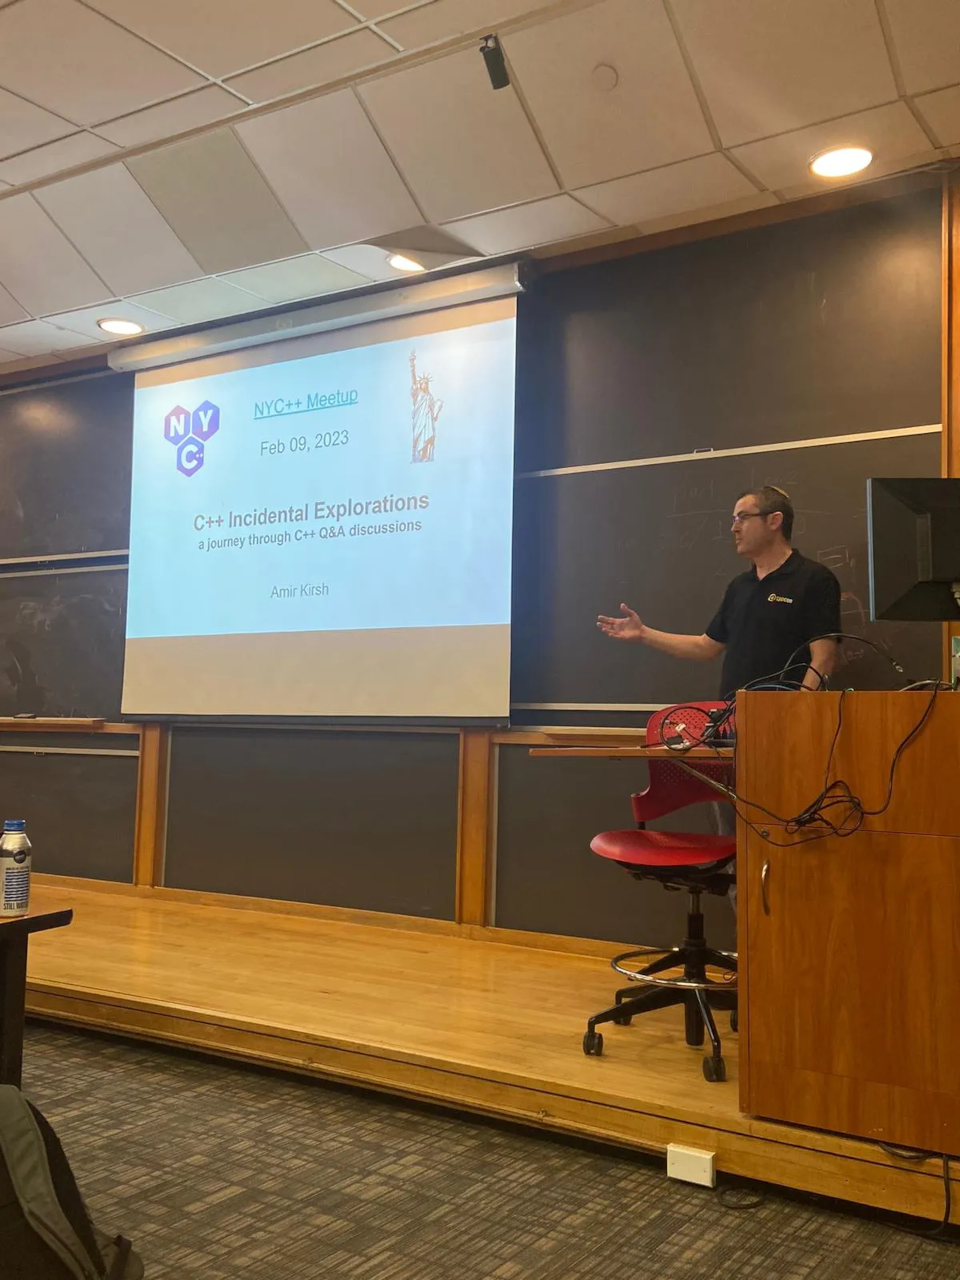 N Y
C++
NYC++ Meetup
Feb 09, 2023
C++ Incidental Explorations
a journey through C++ Q&A discussions
Amir Kirsh